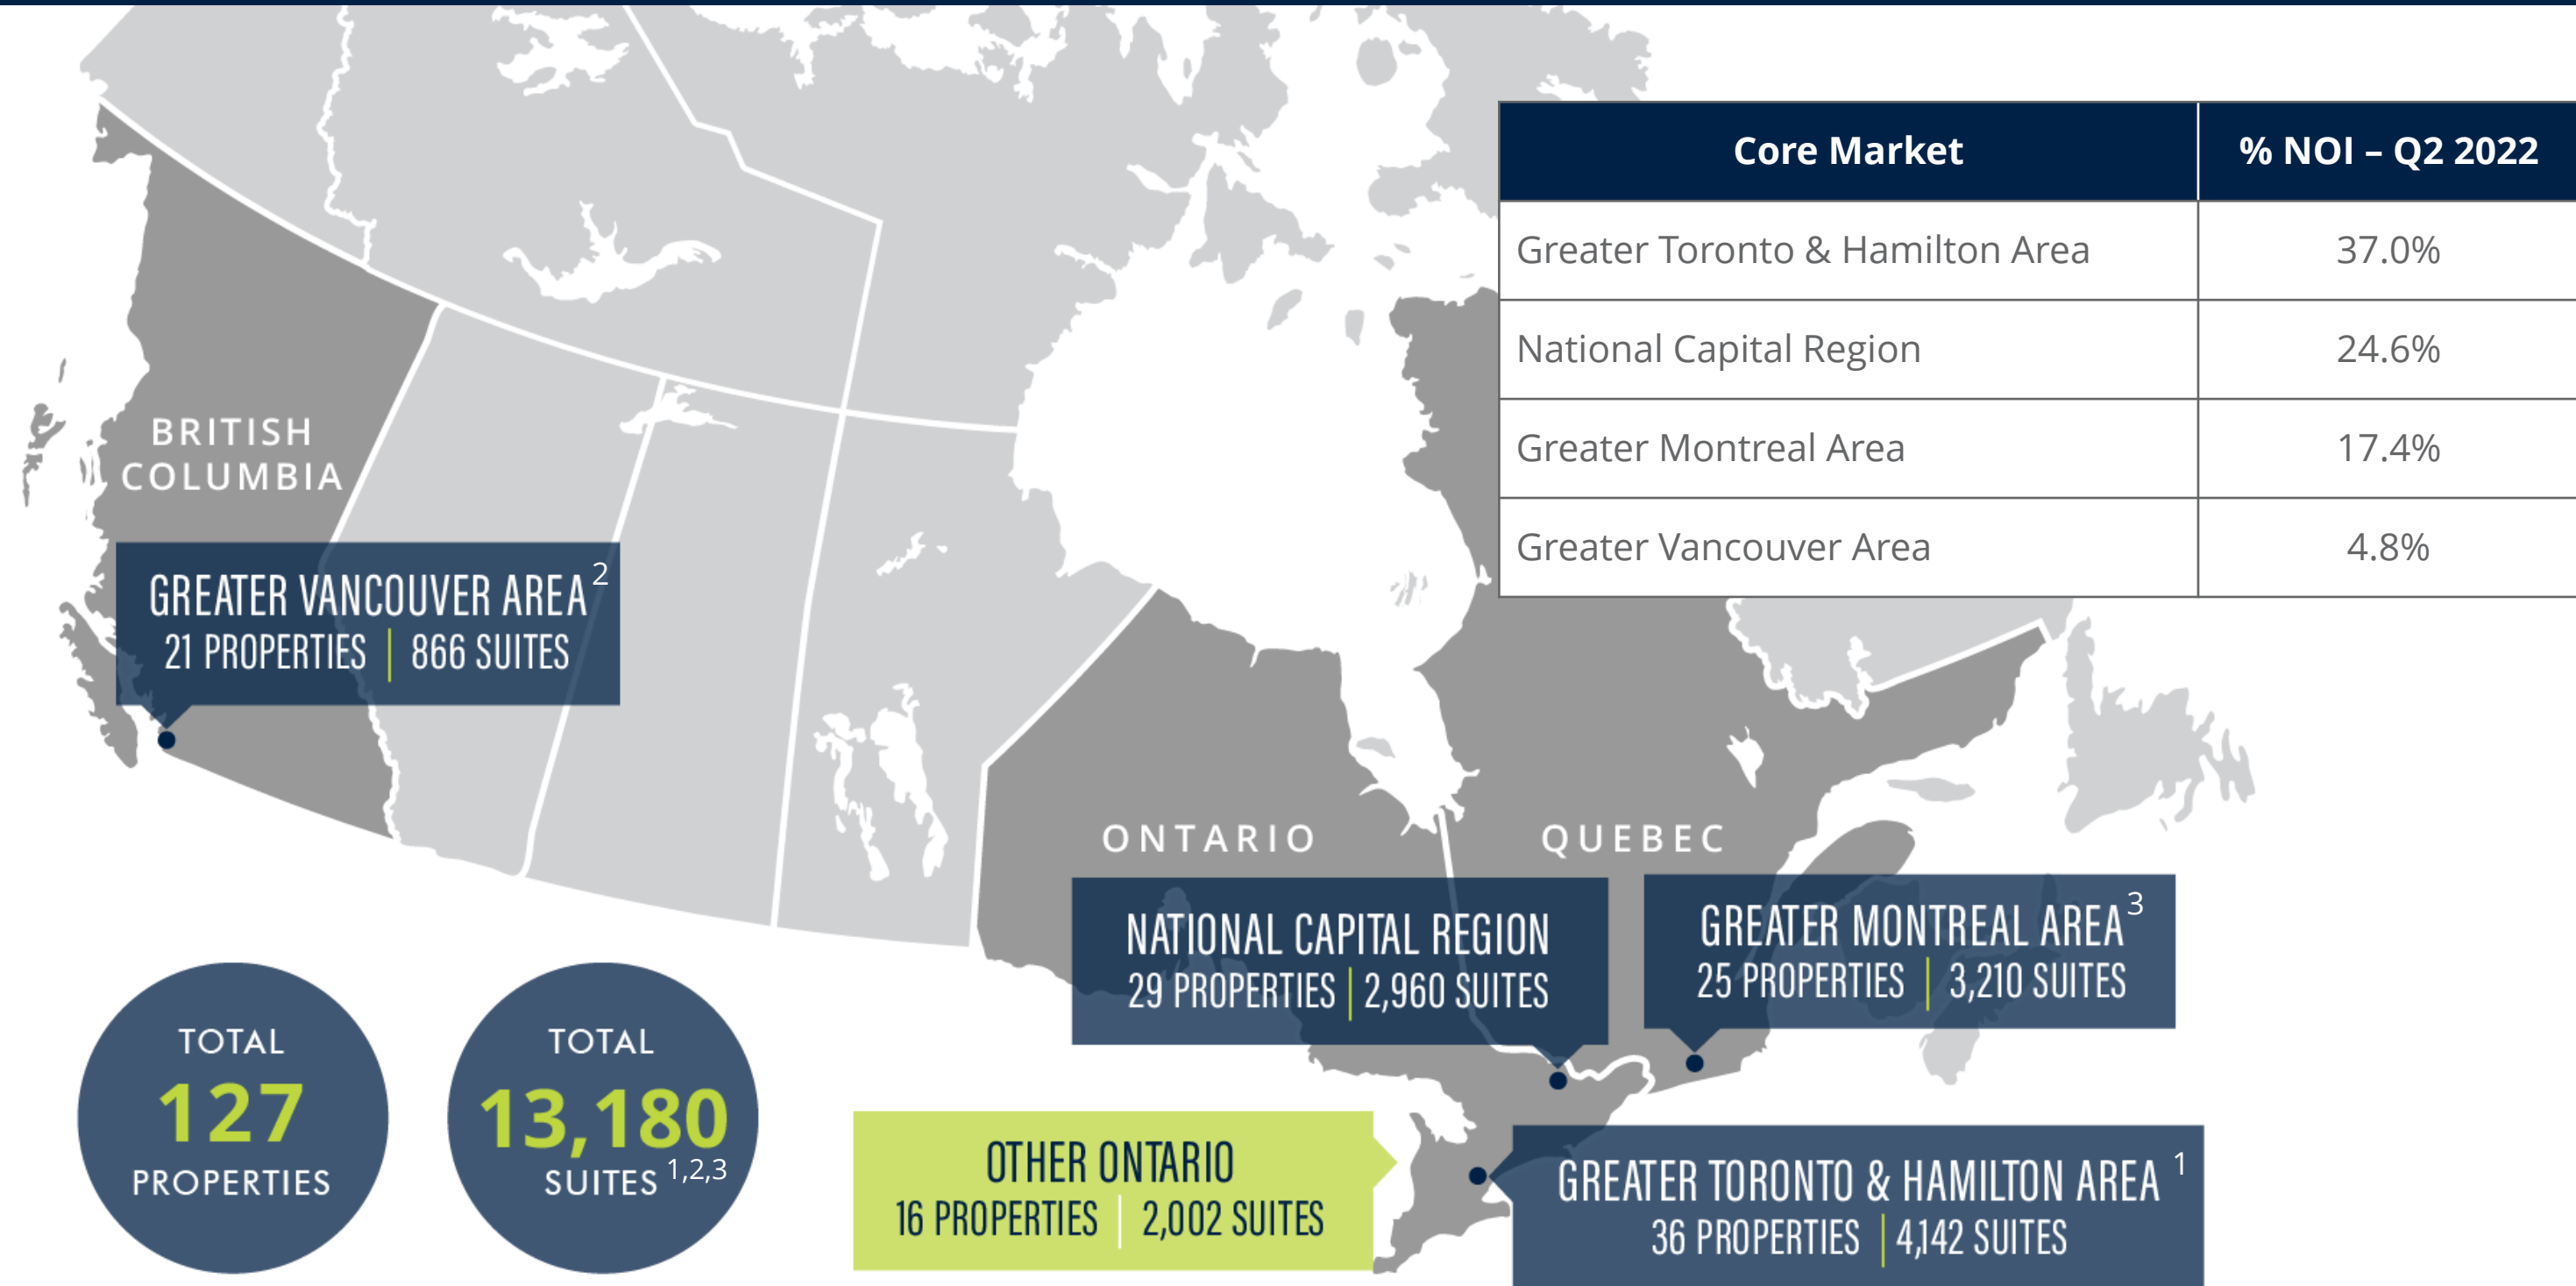 Core Market % NOI – Q2 2022
Greater Toronto & Hamilton Area 37.0%
National Capital Region 24.6%
Greater Montreal Area 17.4%
Greater Vancouver Area 4.8%
BRITISH
COLUMBIA
GREATER VANCOUVER AREA 2
21 PROPERTIES | 866 SUITES
ONTARIO
QUEBEC
NATIONAL CAPITAL REGION
29 PROPERTIES | 2,960 SUITES
GREATER MONTREAL AREA 3
25 PROPERTIES | 3,210 SUITES
TOTAL
127
PROPERTIES
TOTAL
13,180
SUITES 1,2,3
OTHER ONTARIO
16 PROPERTIES | 2,002 SUITES
GREATER TORONTO & HAMILTON AREA 1
36 PROPERTIES | 4,142 SUITES